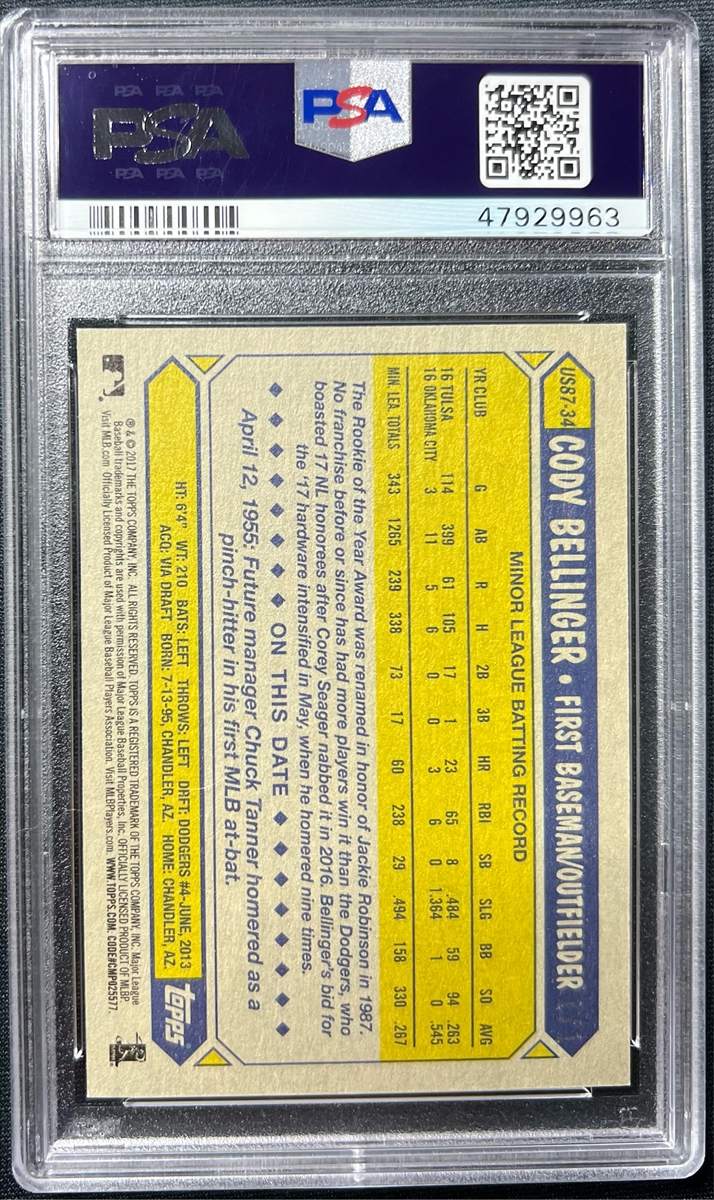 PSA PSA PSA
PSA
PSA PSA PSA
PSA
47929963
US87-34 CODY BELLINGER • FIRST BASEMAN/OUTFIELDER
MINOR LEAGUE BATTING RECORD
YR CLUB G AB R H 2B 3B HR RBI SB SLG BB SO AVG
16 TULSA 114 399 61 105 17 1 23 65 8 .484 59 94 .263
16 OKLAHOMA CITY 3 11 5 6 0 0 3 6 0 1.364 1 0 .545
MIN. LEA. TOTALS 343 1265 239 338 73 17 60 238 29 .494 158 330 .267
The Rookie of the Year Award was renamed in honor of Jackie Robinson in 1987.
No franchise before or since has had more players win it than the Dodgers, who
boasted 17 NL honorees after Corey Seager nabbed it in 2016. Bellinger's bid for
the '17 hardware intensified in May, when he homered nine times.
ON THIS DATE
April 12, 1955: Future manager Chuck Tanner homered as a
pinch-hitter in his first MLB at-bat.
HT: 6'4" WT: 210 BATS: LEFT THROWS: LEFT DRFT: DODGERS #4-JUNE, 2013
ACQ: VIA DRAFT BORN: 7-13-95, CHANDLER, AZ. HOME: CHANDLER, AZ.
topps
® & © 2017 THE TOPPS COMPANY, INC. ALL RIGHTS RESERVED. TOPPS IS A REGISTERED TRADEMARK OF THE TOPPS COMPANY, INC. Major League
Baseball trademarks and copyrights are used with permission of Major League Baseball Properties, Inc. OFFICIALLY LICENSED PRODUCT OF MLBP.
Visit MLB.com. Officially Licensed Product of Major League Baseball Players Association. Visit MLBPlayers.com. WWW.TOPPS.COM. CODE#CMP025577.